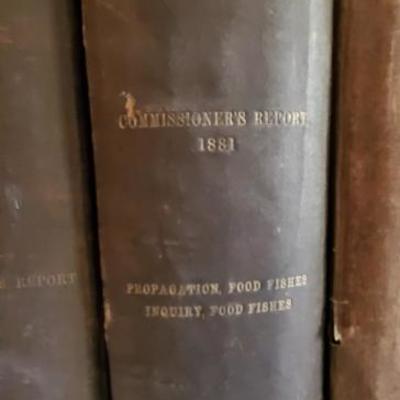 COMMISSIONER'S REPORT
1881
S REPORT
PROPAGATION, FOOD FISHES
INQUIRY, FOOD FISHES